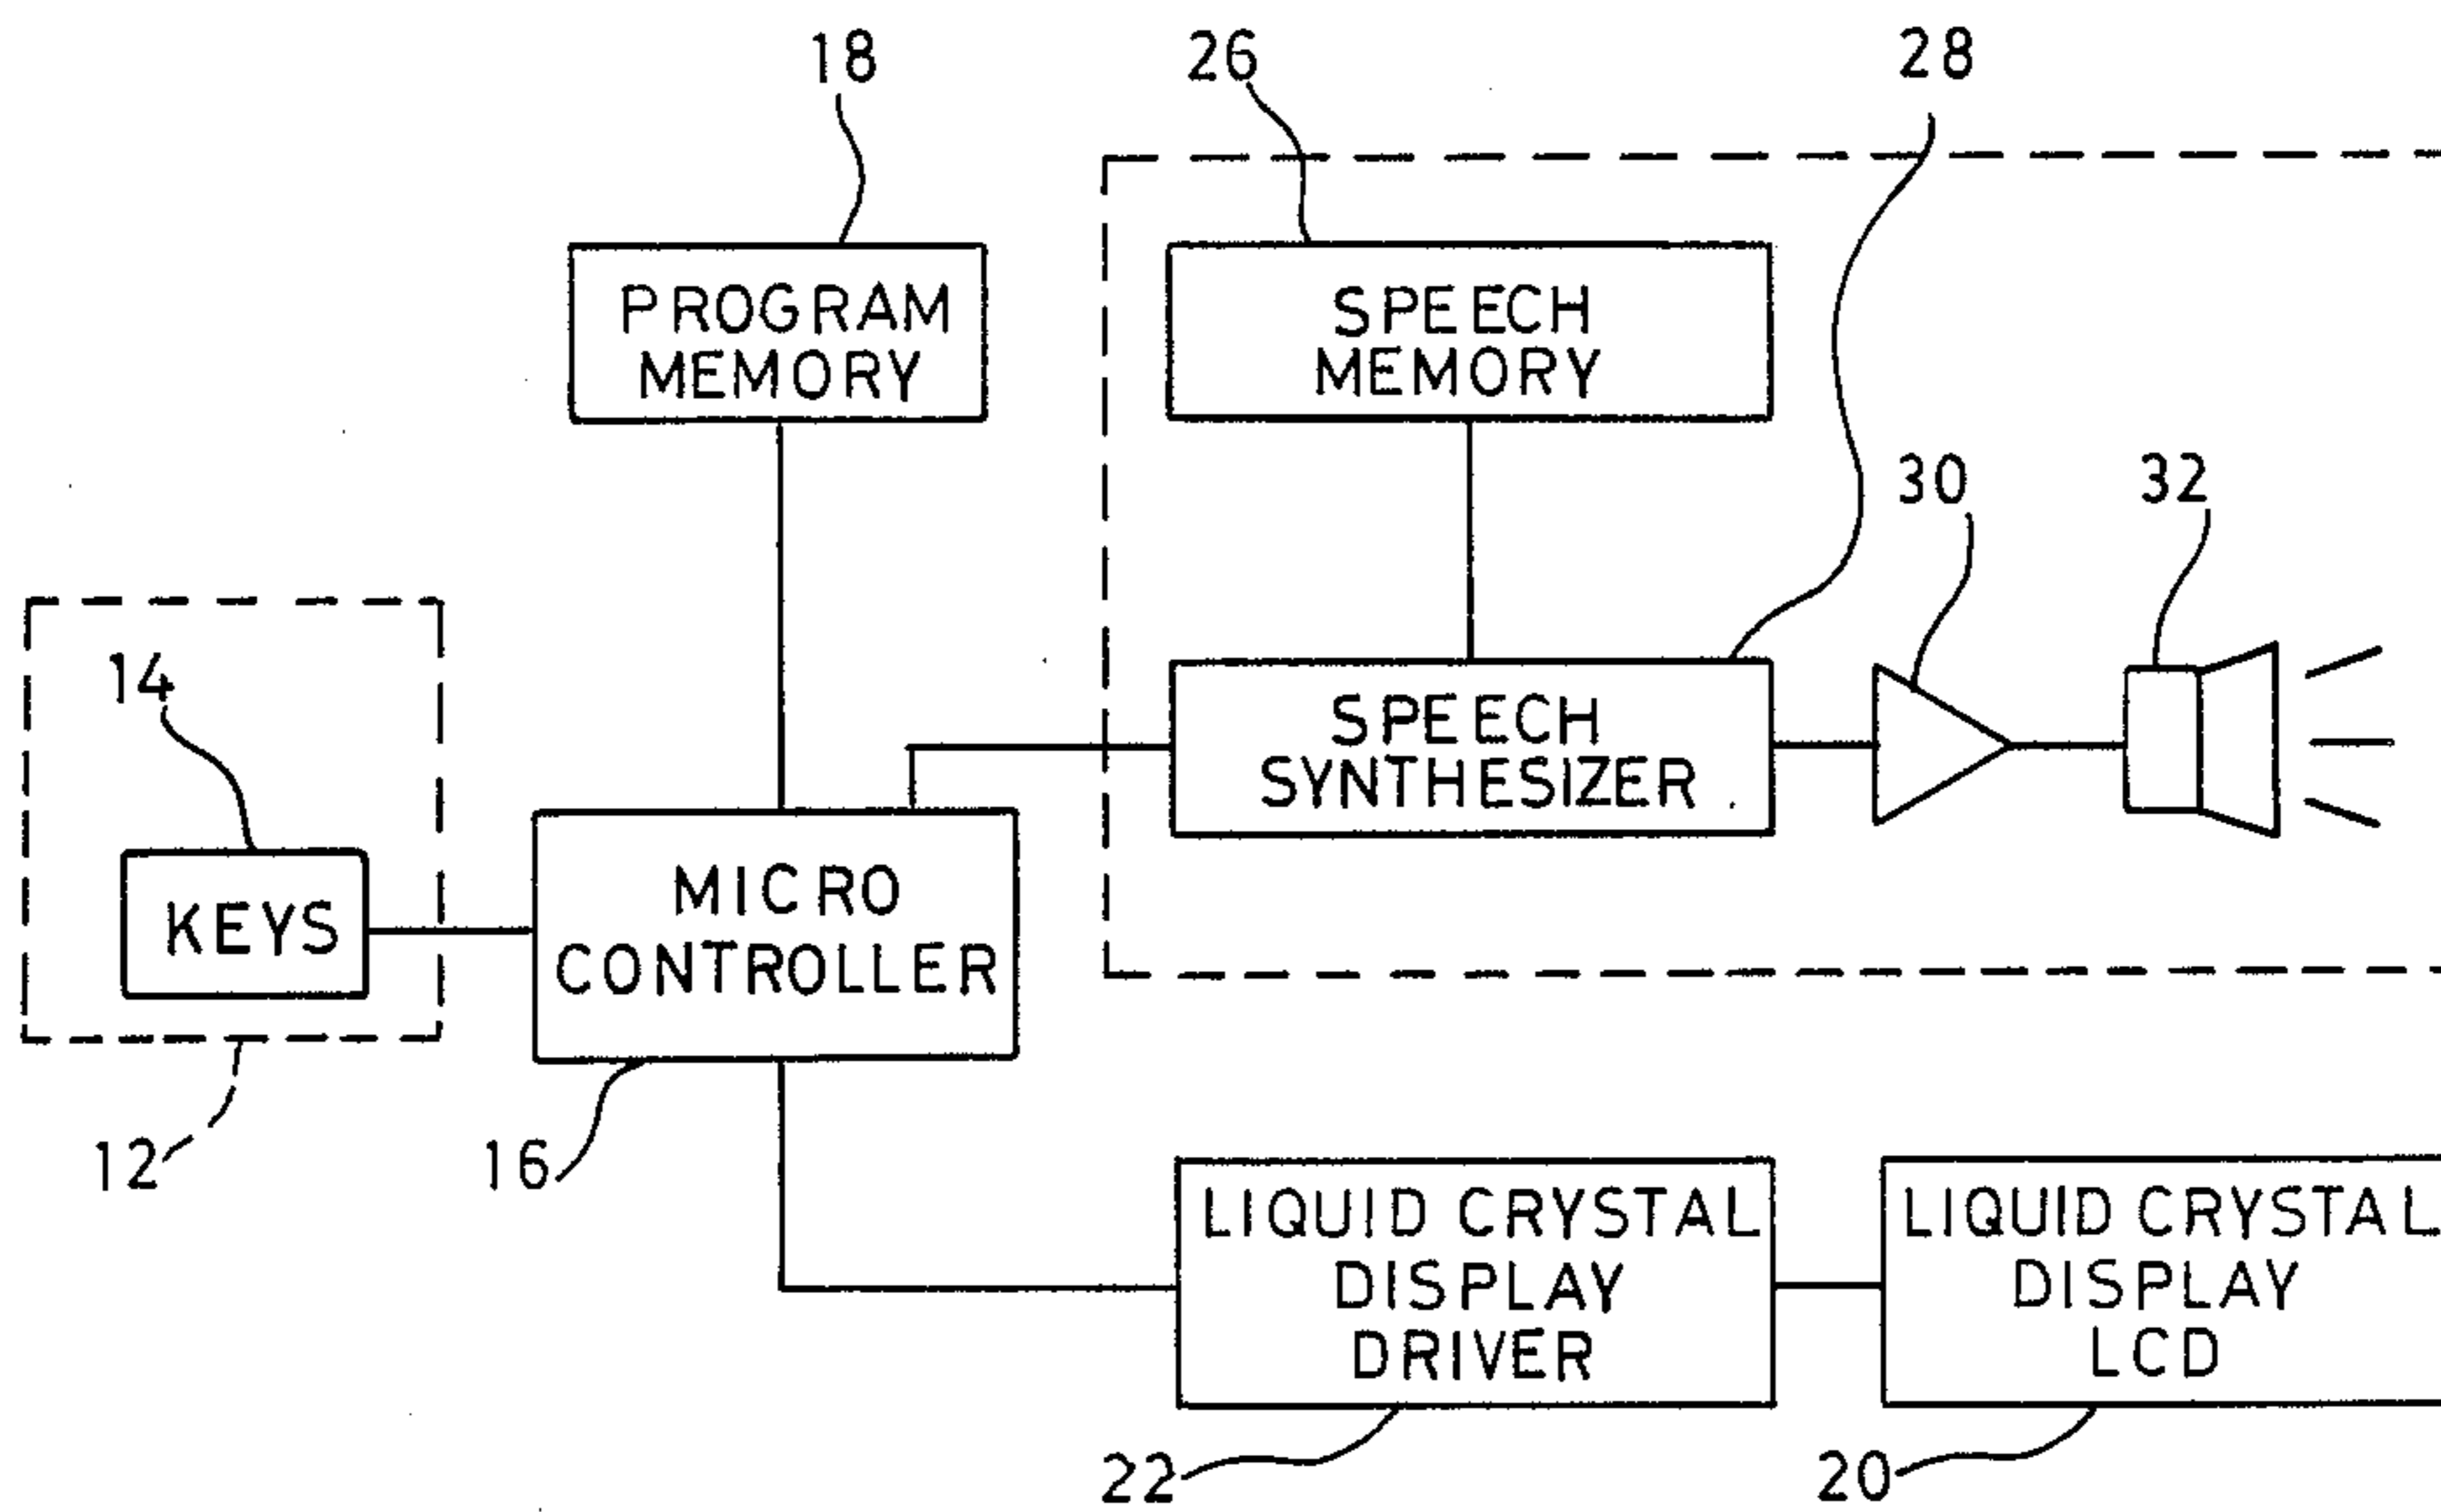 18
26
28
PROGRAM
MEMORY
SPEECH
MEMORY
30
32
14
SPEECH
SYNTHESIZER
KEYS
MICRO
CONTROLLER
12
16
LIQUID CRYSTAL
DISPLAY
DRIVER
LIQUID CRYSTAL
DISPLAY
LCD
22
20